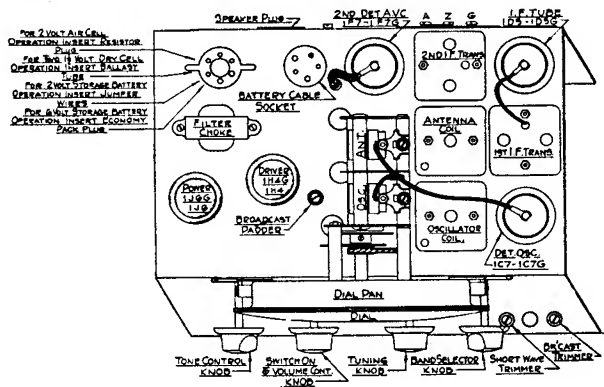 SPEAKER PLUG
2ND DET. AVC
1F7-1F7G
A Z G
I.F. TUBE
1D5-1D5G
FOR 2 VOLT AIR CELL
OPERATION INSERT RESISTOR
PLUG
FOR TWO 1½ VOLT DRY CELL
OPERATION INSERT BALLAST
TUBE
FOR 2 VOLT STORAGE BATTERY
OPERATION INSERT JUMPER
WIRES
FOR 6 VOLT STORAGE BATTERY
OPERATION INSERT ECONOMY
PACK PLUG
BATTERY CABLE
SOCKET
2ND I.F. TRANS.
FILTER
CHOKE
ANT.
ANTENNA
COIL
1ST I.F. TRANS.
DRIVER
1H4G
1H4
POWER
1J6G
1J6
OSC.
BROADCAST
PADDER
OSCILLATOR
COIL
DET. OSC.
1C7-1C7G
DIAL PAN
DIAL
TONE CONTROL
KNOB
SWITCH ON
& VOLUME CONT.
KNOB
TUNING
KNOB
BAND SELECTOR
KNOB
SHORT WAVE
TRIMMER
BR'CAST
TRIMMER